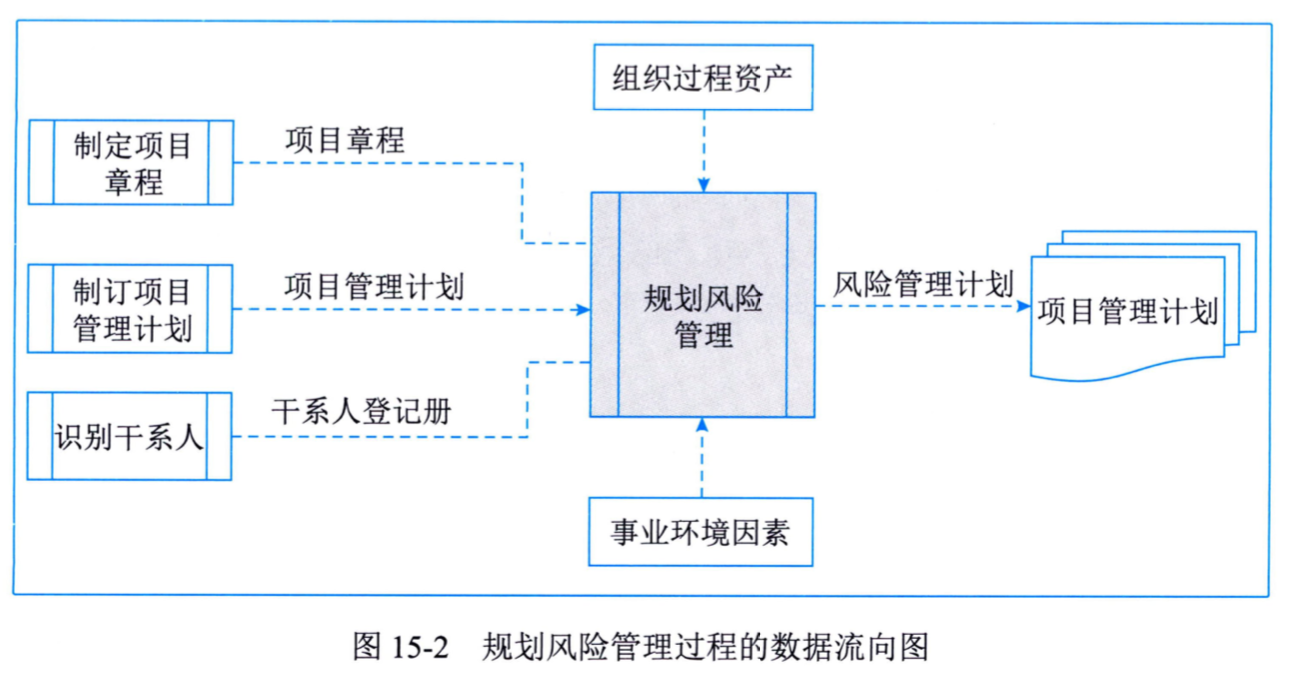 组织过程资产
制定项目
章程
项目章程
制订项目
管理计划
项目管理计划
规划风险
管理
风险管理计划
项目管理计划
识别干系人
干系人登记册
事业环境因素
图 15-2 规划风险管理过程的数据流向图